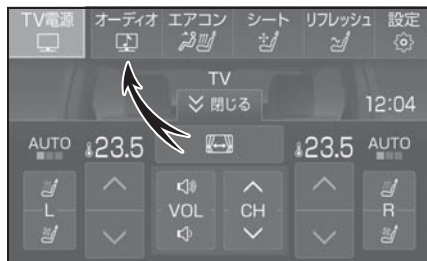 TV電源 オーディオ エアコン シート リフレッシュ 設定
TV
閉じる
12:04
AUTO 23.5 23.5 AUTO
L VOL CH R